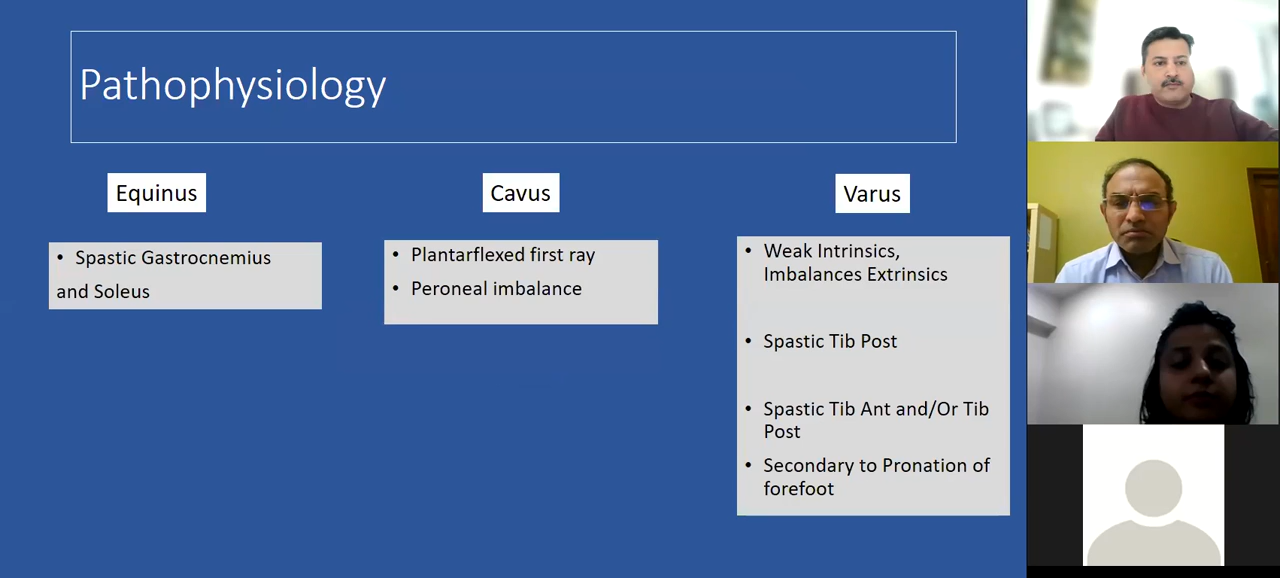 Pathophysiology
Equinus
• Spastic Gastrocnemius
and Soleus
Cavus
• Plantarflexed first ray
• Peroneal imbalance
Varus
• Weak Intrinsics,
Imbalances Extrinsics
• Spastic Tib Post
• Spastic Tib Ant and/Or Tib
Post
• Secondary to Pronation of
forefoot